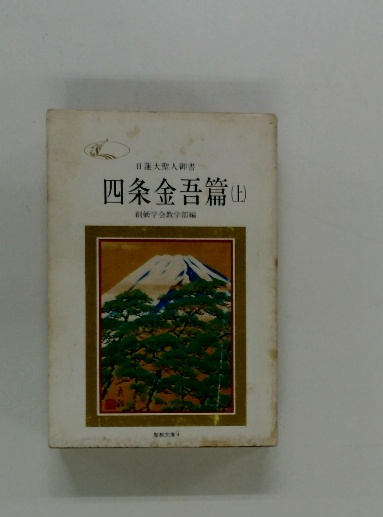 日蓮大聖人御書
四条金吾篇(上)
創価学会教学部編
聖教文庫